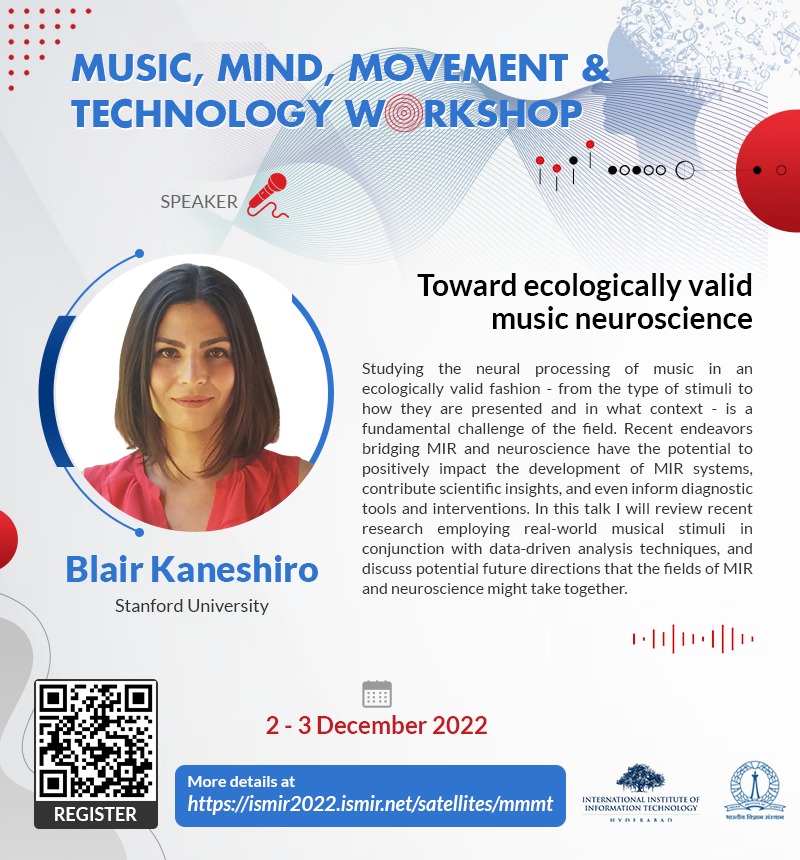 MUSIC, MIND, MOVEMENT &
TECHNOLOGY WORKSHOP
SPEAKER
Toward ecologically valid
music neuroscience
Studying the neural processing of music in an
ecologically valid fashion - from the type of stimuli to
how they are presented and in what context - is a
fundamental challenge of the field. Recent endeavors
bridging MIR and neuroscience have the potential to
positively impact the development of MIR systems,
contribute scientific insights, and even inform diagnostic
tools and interventions. In this talk I will review recent
research employing real-world musical stimuli in
conjunction with data-driven analysis techniques, and
discuss potential future directions that the fields of MIR
and neuroscience might take together.
Blair Kaneshiro
Stanford University
2 - 3 December 2022
REGISTER
More details at
https://ismir2022.ismir.net/satellites/mmmt
INTERNATIONAL INSTITUTE OF
INFORMATION TECHNOLOGY
HYDERABAD
भारतीय विज्ञान संस्थान